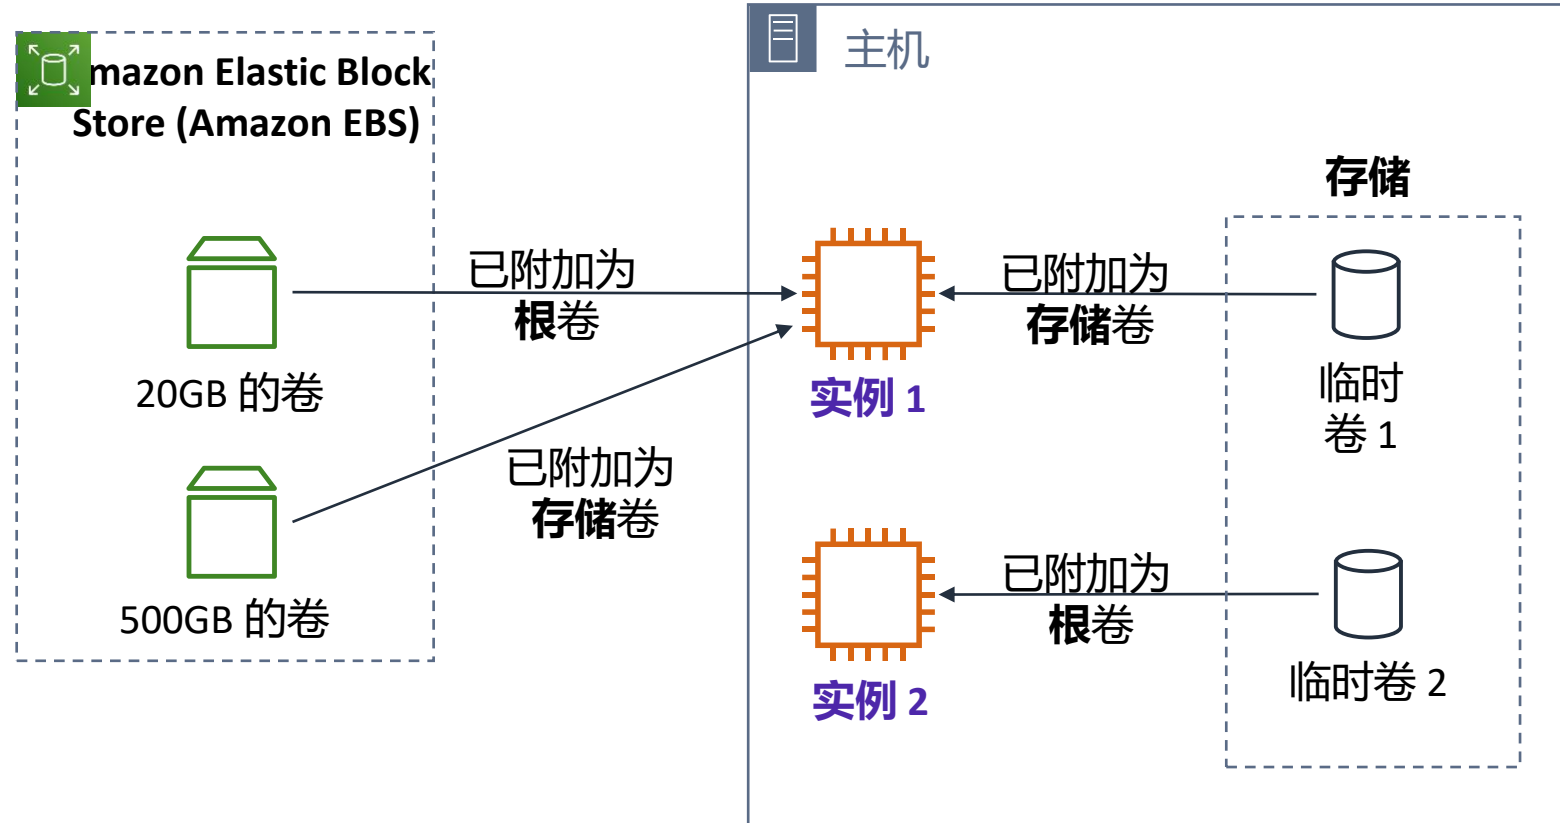 mazon Elastic Block
Store (Amazon EBS)
主机
存储
已附加为
根卷
已附加为
存储卷
20GB 的卷
实例 1
临时
卷 1
已附加为
存储卷
500GB 的卷
已附加为
根卷
实例 2
临时卷 2